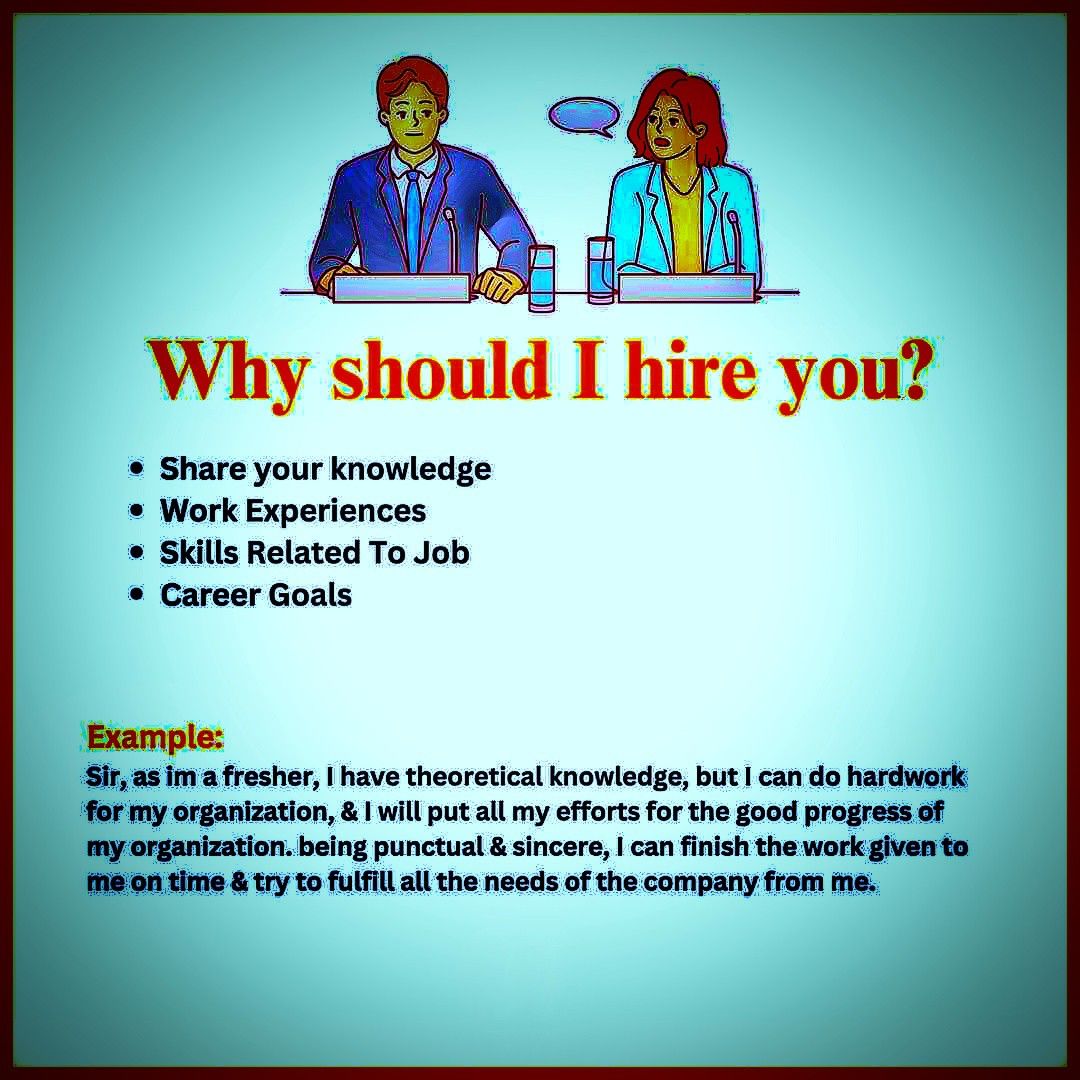 Why should I hire you?
• Share your knowledge
• Work Experiences
• Skills Related To Job
• Career Goals
Example:
Sir, as im a fresher, I have theoretical knowledge, but I can do hardwork
for my organization, & I will put all my efforts for the good progress of
my organization. being punctual & sincere, I can finish the work given to
me on time & try to fulfill all the needs of the company from me.